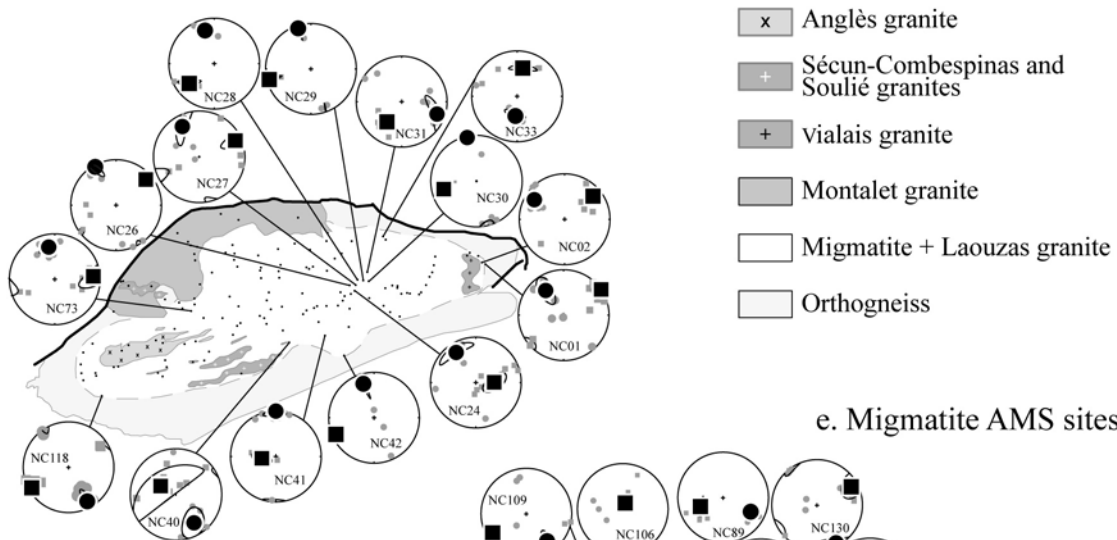 Anglès granite
Sécun-Combespinas and
Soulié granites
Vialais granite
Montalet granite
Migmatite + Laouzas granite
Orthogneiss
NC28
NC29
NC31
NC33
NC27
NC30
NC26
NC02
NC73
NC01
NC24
NC42
NC41
NC118
NC40
e. Migmatite AMS sites
NC109
NC106
NC89
NC130